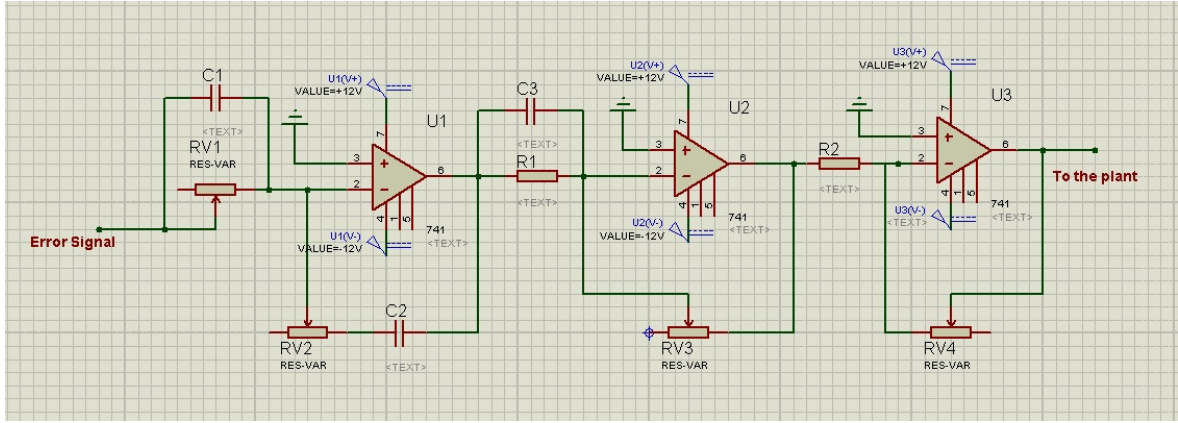 C1
<TEXT>
RV1
RES-VAR
Error Signal
U1(V+)
VALUE=+12V
U1
7
3
2
6
4
1
5
741
<TEXT>
U1(V-)
VALUE=-12V
RV2
RES-VAR
C2
<TEXT>
C3
<TEXT>
R1
<TEXT>
U2(V+)
VALUE=+12V
U2
7
3
2
6
4
1
5
741
<TEXT>
U2(V-)
VALUE=-12V
RV3
RES-VAR
R2
<TEXT>
U3(V+)
VALUE=+12V
U3
7
3
2
6
4
1
5
741
<TEXT>
U3(V-)
<TEXT>
RV4
RES-VAR
To the plant